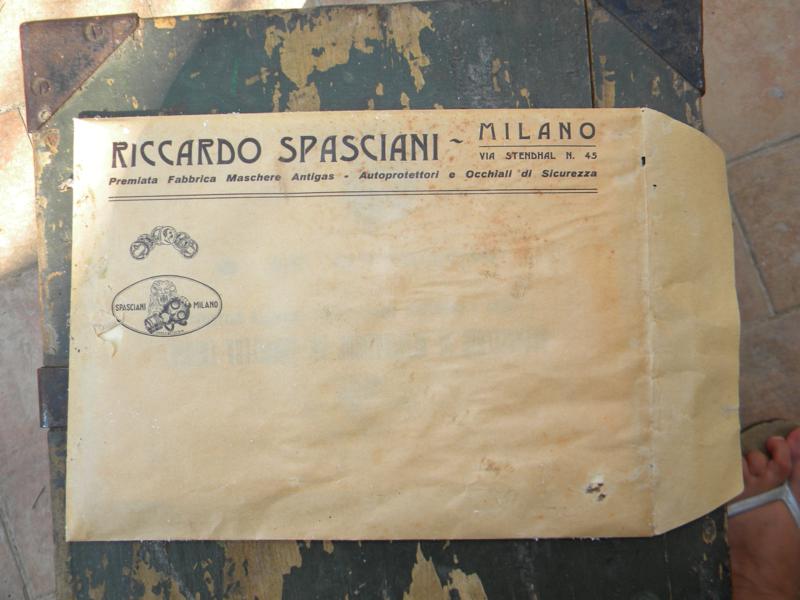 RICCARDO SPASCIANI ~ MILANO
VIA STENDHAL N. 45
Premiata Fabbrica Maschere Antigas - Autoprotettori e Occhiali di Sicurezza
SPASCIANI MILANO